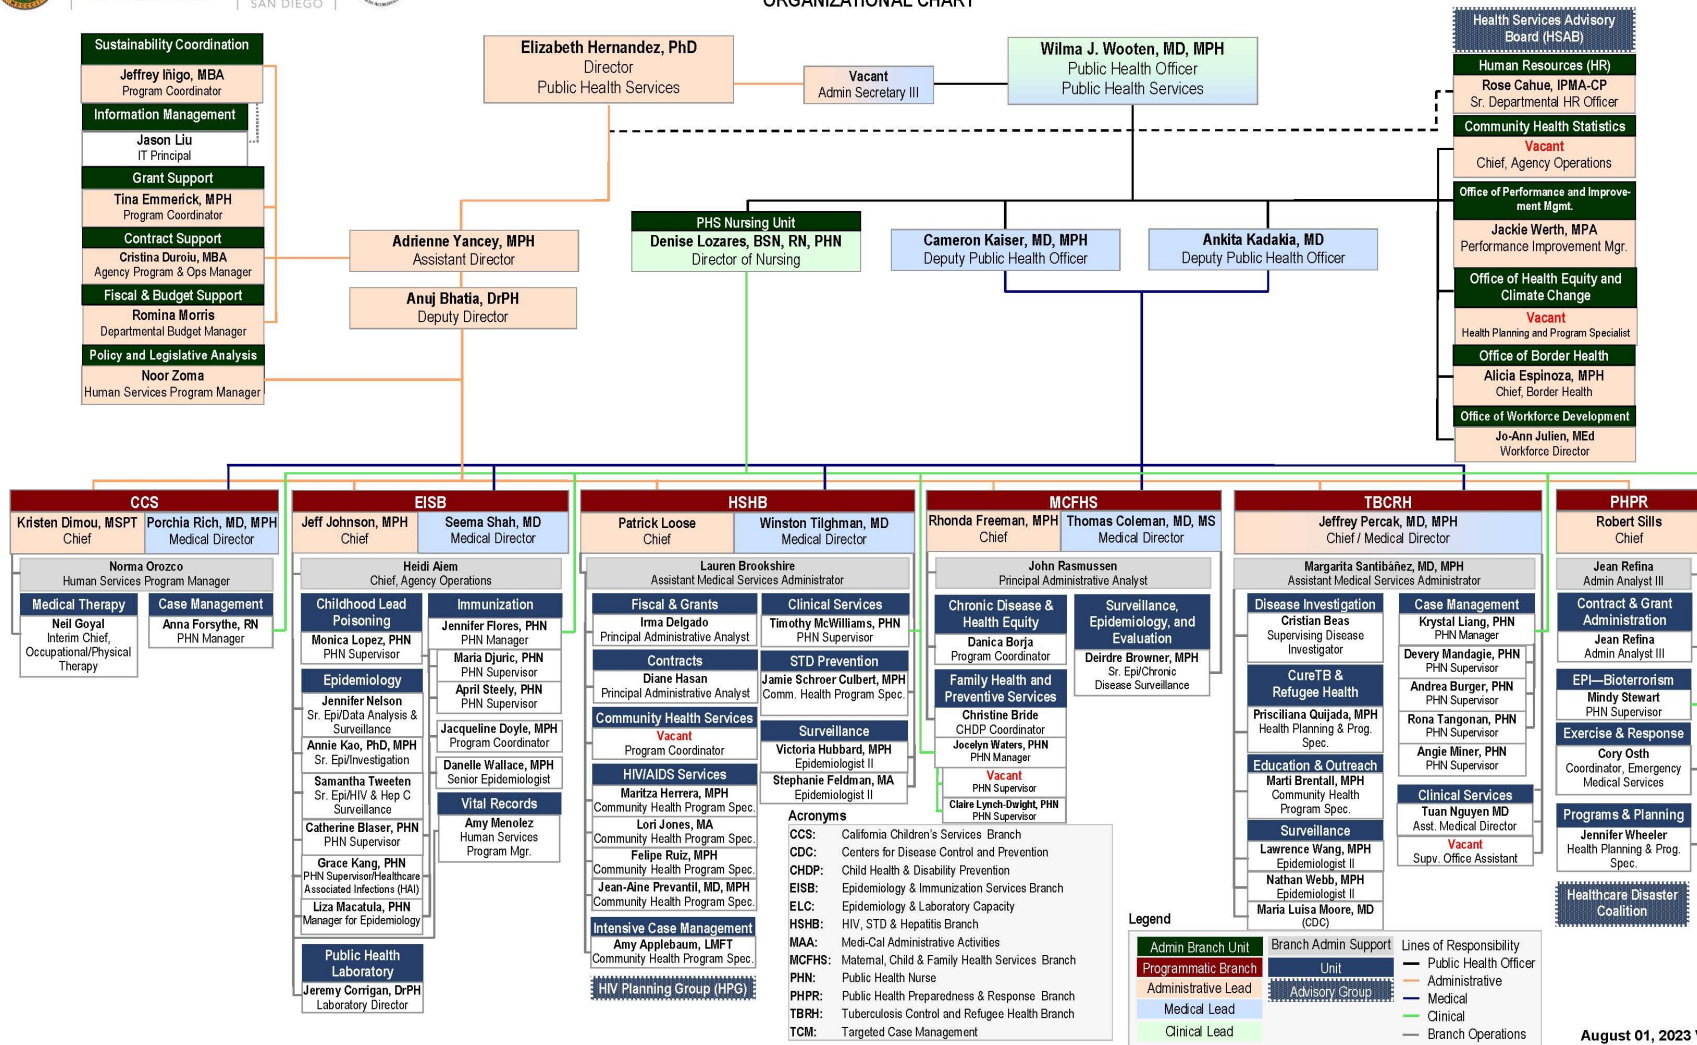 SAN DIEGO
ORGANIZATIONAL CHART
Sustainability Coordination
Jeffrey Iñigo, MBA
Program Coordinator
Information Management
Jason Liu
IT Principal
Grant Support
Tina Emmerick, MPH
Program Coordinator
Contract Support
Cristina Duroiu, MBA
Agency Program & Ops Manager
Fiscal & Budget Support
Romina Morris
Departmental Budget Manager
Policy and Legislative Analysis
Noor Zoma
Human Services Program Manager
Elizabeth Hernandez, PhD
Director
Public Health Services
Vacant
Admin Secretary III
Wilma J. Wooten, MD, MPH
Public Health Officer
Public Health Services
Adrienne Yancey, MPH
Assistant Director
Anuj Bhatia, DrPH
Deputy Director
PHS Nursing Unit
Denise Lozares, BSN, RN, PHN
Director of Nursing
Cameron Kaiser, MD, MPH
Deputy Public Health Officer
Ankita Kadakia, MD
Deputy Public Health Officer
Health Services Advisory
Board (HSAB)
Human Resources (HR)
Rose Cahue, IPMA-CP
Sr. Departmental HR Officer
Community Health Statistics
Vacant
Chief, Agency Operations
Office of Performance and Improve-
ment Mgmt.
Jackie Werth, MPA
Performance Improvement Mgr.
Office of Health Equity and
Climate Change
Vacant
Health Planning and Program Specialist
Office of Border Health
Alicia Espinoza, MPH
Chief, Border Health
Office of Workforce Development
Jo-Ann Julien, MEd
Workforce Director
CCS
Kristen Dimou, MSPT
Chief
Porchia Rich, MD, MPH
Medical Director
Norma Orozco
Human Services Program Manager
Medical Therapy
Neil Goyal
Interim Chief,
Occupational/Physical
Therapy
Case Management
Anna Forsythe, RN
PHN Manager
EISB
Jeff Johnson, MPH
Chief
Seema Shah, MD
Medical Director
Heidi Aiem
Chief, Agency Operations
Childhood Lead
Poisoning
Monica Lopez, PHN
PHN Supervisor
Epidemiology
Jennifer Nelson
Sr. Epi/Data Analysis &
Surveillance
Annie Kao, PhD, MPH
Sr. Epi/Investigation
Samantha Tweeten
Sr. Epi/HIV & Hep C
Surveillance
Catherine Blaser, PHN
PHN Supervisor
Grace Kang, PHN
PHN Supervisor/Healthcare
Associated Infections (HAI)
Liza Macatula, PHN
Manager for Epidemiology
Public Health
Laboratory
Jeremy Corrigan, DrPH
Laboratory Director
Immunization
Jennifer Flores, PHN
PHN Manager
Maria Djuric, PHN
PHN Supervisor
April Steely, PHN
PHN Supervisor
Jacqueline Doyle, MPH
Program Coordinator
Danelle Wallace, MPH
Senior Epidemiologist
Vital Records
Amy Menolez
Human Services
Program Mgr.
HSHB
Patrick Loose
Chief
Winston Tilghman, MD
Medical Director
Lauren Brookshire
Assistant Medical Services Administrator
Fiscal & Grants
Irma Delgado
Principal Administrative Analyst
Contracts
Diane Hasan
Principal Administrative Analyst
Community Health Services
Vacant
Program Coordinator
HIV/AIDS Services
Maritza Herrera, MPH
Community Health Program Spec.
Lori Jones, MA
Community Health Program Spec.
Felipe Ruiz, MPH
Community Health Program Spec.
Jean-Aine Prevantil, MD, MPH
Community Health Program Spec.
Intensive Case Management
Amy Applebaum, LMFT
Community Health Program Spec.
HIV Planning Group (HPG)
Clinical Services
Timothy McWilliams, PHN
PHN Supervisor
STD Prevention
Jamie Schroer Culbert, MPH
Comm. Health Program Spec.
Surveillance
Victoria Hubbard, MPH
Epidemiologist II
Stephanie Feldman, MA
Epidemiologist II
MCFHS
Rhonda Freeman, MPH
Chief
Thomas Coleman, MD, MS
Medical Director
John Rasmussen
Principal Administrative Analyst
Chronic Disease &
Health Equity
Danica Borja
Program Coordinator
Family Health and
Preventive Services
Christine Bride
CHDP Coordinator
Jocelyn Waters, PHN
PHN Manager
Vacant
PHN Supervisor
Claire Lynch-Dwight, PHN
PHN Supervisor
Surveillance,
Epidemiology, and
Evaluation
Deirdre Browner, MPH
Sr. Epi/Chronic
Disease Surveillance
TBCRH
Jeffrey Percak, MD, MPH
Chief / Medical Director
Margarita Santibáñez, MD, MPH
Assistant Medical Services Administrator
Disease Investigation
Cristian Beas
Supervising Disease
Investigator
CureTB &
Refugee Health
Prisciliana Quijada, MPH
Health Planning & Prog.
Spec.
Education & Outreach
Marti Brentall, MPH
Community Health
Program Spec.
Surveillance
Lawrence Wang, MPH
Epidemiologist II
Nathan Webb, MPH
Epidemiologist II
Maria Luisa Moore, MD
(CDC)
Case Management
Krystal Liang, PHN
PHN Manager
Devery Mandagie, PHN
PHN Supervisor
Andrea Burger, PHN
PHN Supervisor
Rona Tangonan, PHN
PHN Supervisor
Angie Miner, PHN
PHN Supervisor
Clinical Services
Tuan Nguyen MD
Asst. Medical Director
Vacant
Supv. Office Assistant
PHPR
Robert Sills
Chief
Jean Refina
Admin Analyst III
Contract & Grant
Administration
Jean Refina
Admin Analyst III
EPI—Bioterrorism
Mindy Stewart
PHN Supervisor
Exercise & Response
Cory Osth
Coordinator, Emergency
Medical Services
Programs & Planning
Jennifer Wheeler
Health Planning & Prog.
Spec.
Healthcare Disaster
Coalition
Acronyms
CCS: California Children's Services Branch
CDC: Centers for Disease Control and Prevention
CHDP: Child Health & Disability Prevention
EISB: Epidemiology & Immunization Services Branch
ELC: Epidemiology & Laboratory Capacity
HSHB: HIV, STD & Hepatitis Branch
MAA: Medi-Cal Administrative Activities
MCFHS: Maternal, Child & Family Health Services Branch
PHN: Public Health Nurse
PHPR: Public Health Preparedness & Response Branch
TBRH: Tuberculosis Control and Refugee Health Branch
TCM: Targeted Case Management
Legend
Admin Branch Unit
Programmatic Branch
Administrative Lead
Medical Lead
Clinical Lead
Branch Admin Support
Unit
Advisory Group
Lines of Responsibility
Public Health Officer
Administrative
Medical
Clinical
Branch Operations
August 01, 2023